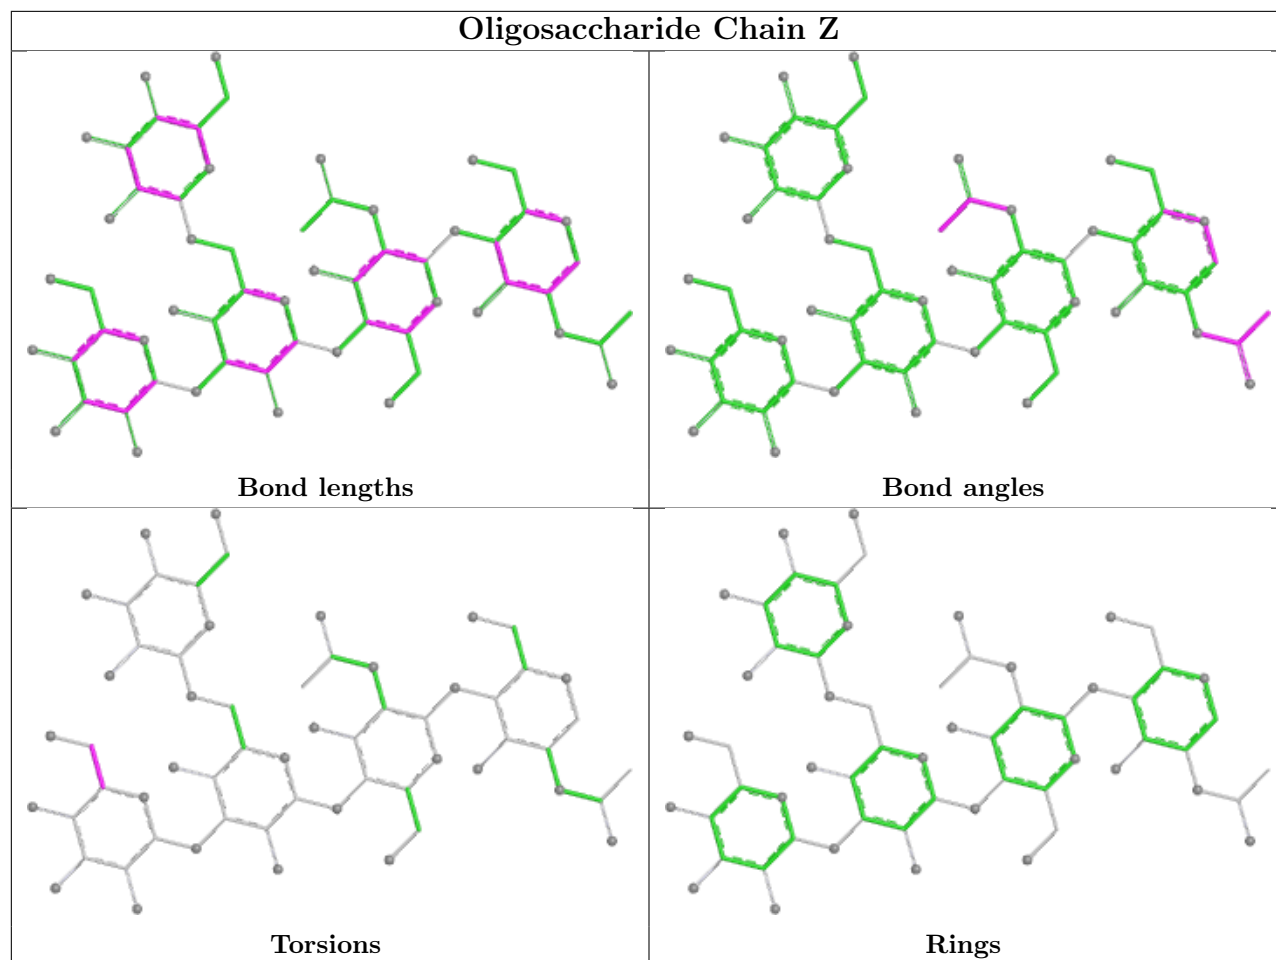 Oligosaccharide Chain Z
Bond lengths
Bond angles
Torsions
Rings